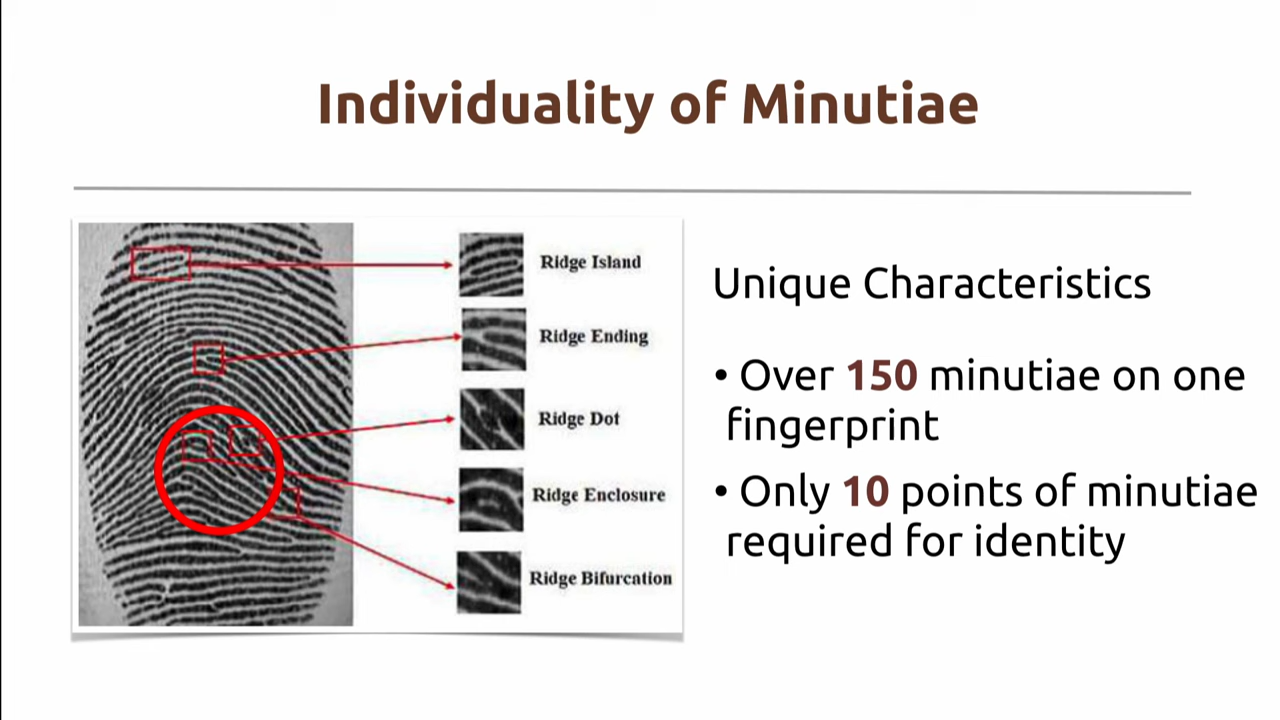 Individuality of Minutiae
Ridge Island
Ridge Ending
Ridge Dot
Ridge Enclosure
Ridge Bifurcation
Unique Characteristics
• Over 150 minutiae on one
fingerprint
• Only 10 points of minutiae
required for identity